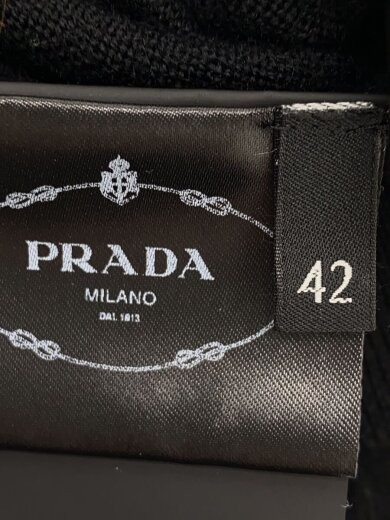 PRADA
MILANO
DAL 1913
42